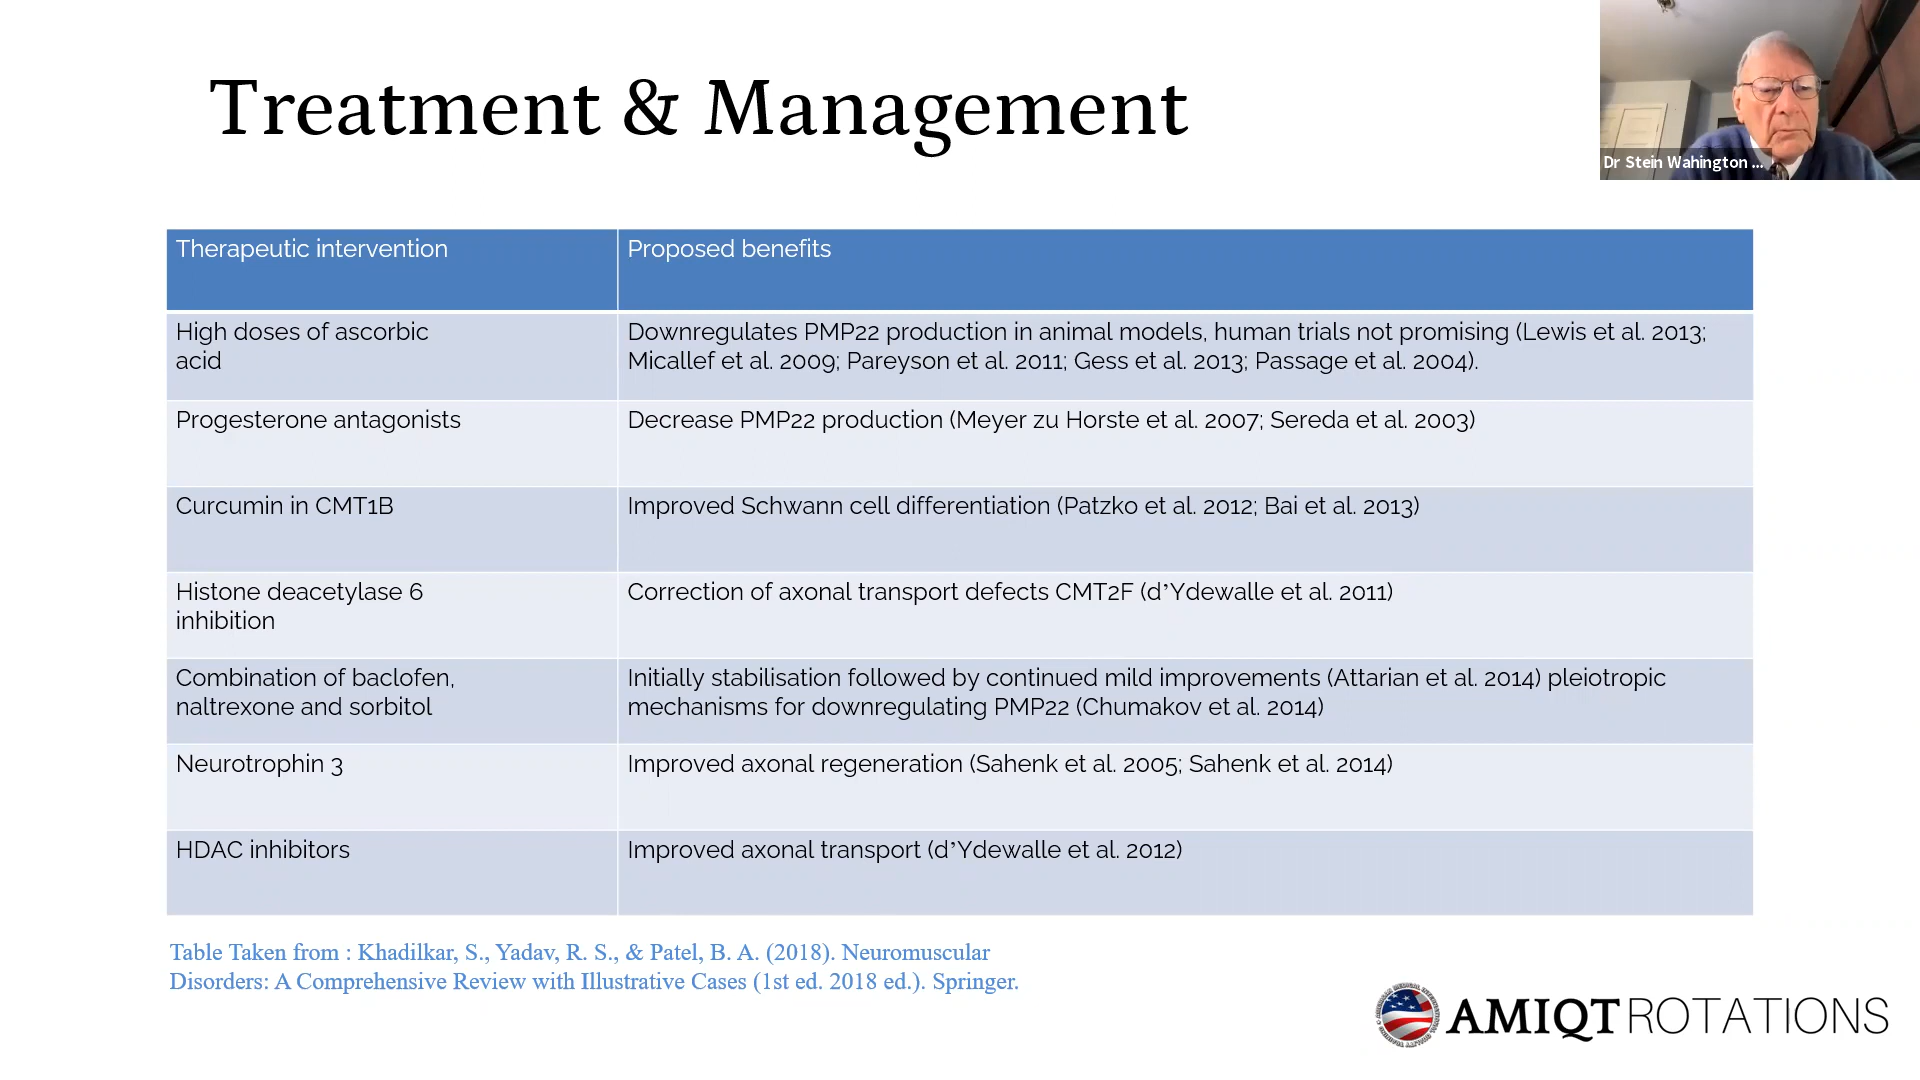 Treatment & Management
Dr Stein Wahington ...
Therapeutic intervention
Proposed benefits
High doses of ascorbic
acid
Downregulates PMP22 production in animal models, human trials not promising (Lewis et al. 2013;
Micallef et al. 2009; Pareyson et al. 2011; Gess et al. 2013; Passage et al. 2004).
Progesterone antagonists
Decrease PMP22 production (Meyer zu Horste et al. 2007; Sereda et al. 2003)
Curcumin in CMT1B
Improved Schwann cell differentiation (Patzko et al. 2012; Bai et al. 2013)
Histone deacetylase 6
inhibition
Correction of axonal transport defects CMT2F (d’Ydewalle et al. 2011)
Combination of baclofen,
naltrexone and sorbitol
Initially stabilisation followed by continued mild improvements (Attarian et al. 2014) pleiotropic
mechanisms for downregulating PMP22 (Chumakov et al. 2014)
Neurotrophin 3
Improved axonal regeneration (Sahenk et al. 2005; Sahenk et al. 2014)
HDAC inhibitors
Improved axonal transport (d’Ydewalle et al. 2012)
Table Taken from : Khadilkar, S., Yadav, R. S., & Patel, B. A. (2018). Neuromuscular
Disorders: A Comprehensive Review with Illustrative Cases (1st ed. 2018 ed.). Springer.
AMIQT ROTATIONS